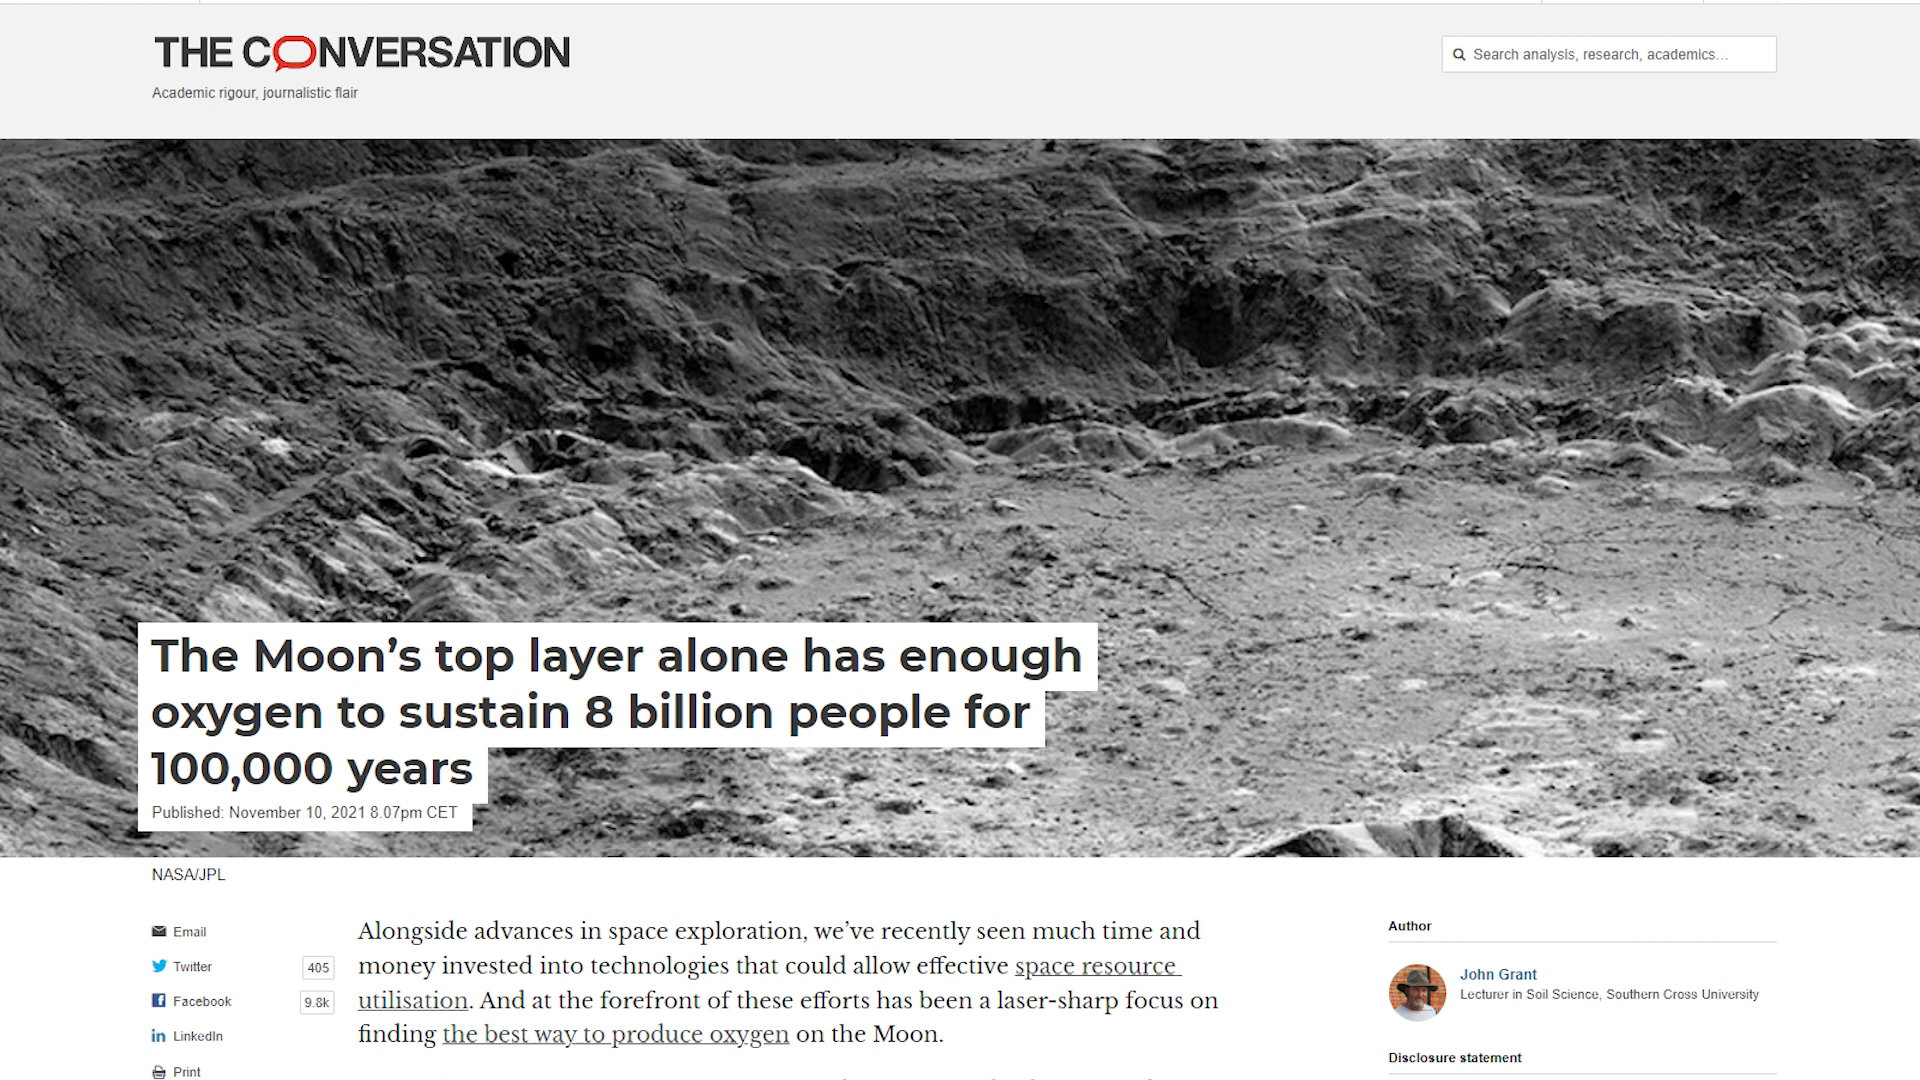 THE CONVERSATION
Academic rigour, journalistic flair
Search analysis, research, academics...
The Moon’s top layer alone has enough
oxygen to sustain 8 billion people for
100,000 years
Published: November 10, 2021 8.07pm CET
NASA/JPL
Email
Twitter
405
Facebook
9.8k
LinkedIn
Print
Alongside advances in space exploration, we’ve recently seen much time and
money invested into technologies that could allow effective space resource
utilisation. And at the forefront of these efforts has been a laser-sharp focus on
finding the best way to produce oxygen on the Moon.
Author
John Grant
Lecturer in Soil Science, Southern Cross University
Disclosure statement